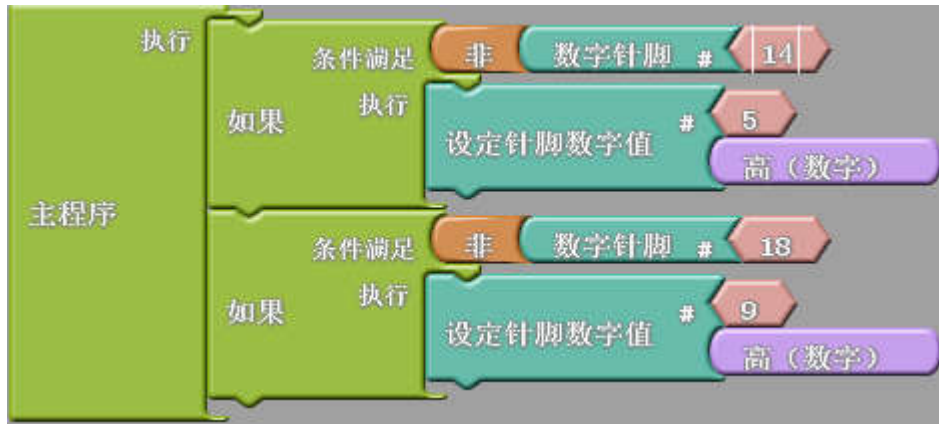 执行
条件满足 非 数字针脚 # 14
如果 执行 设定针脚数字值 # 5
高（数字）
主程序
条件满足 非 数字针脚 # 18
如果 执行 设定针脚数字值 # 9
高（数字）